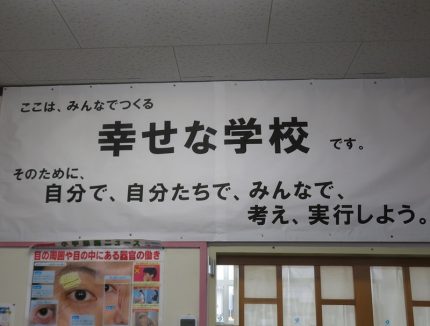 ここは、みんなでつくる
幸せな学校 です。
そのために、
自分で、自分たちで、みんなで、
考え、実行しよう。
目の周囲や目の中にある器官の働き